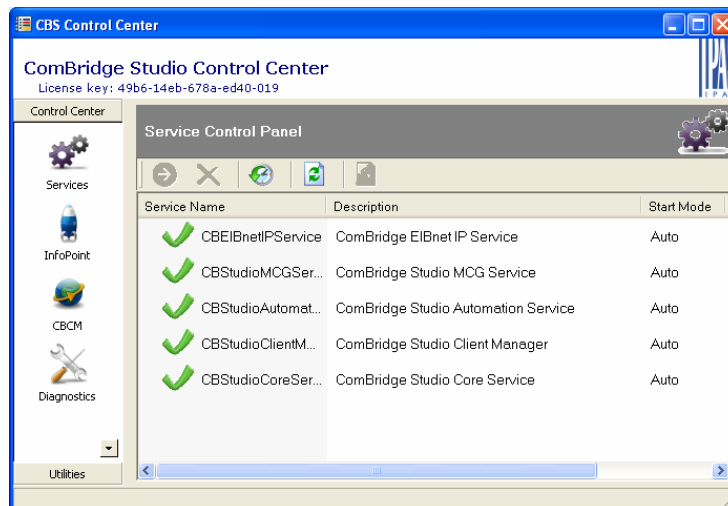 CBS Control Center
ComBridge Studio Control Center
License key: 49b6-14eb-678a-ed40-019
IPA
I P A
Control Center
Services
InfoPoint
CBCM
Diagnostics
Utilities
Service Control Panel
Service Name Description Start Mode
CBEIBnetIPService ComBridge EIBnet IP Service Auto
CBStudioMCGSer... ComBridge Studio MCG Service Auto
CBStudioAutomat... ComBridge Studio Automation Service Auto
CBStudioClientM... ComBridge Studio Client Manager Auto
CBStudioCoreSer... ComBridge Studio Core Service Auto